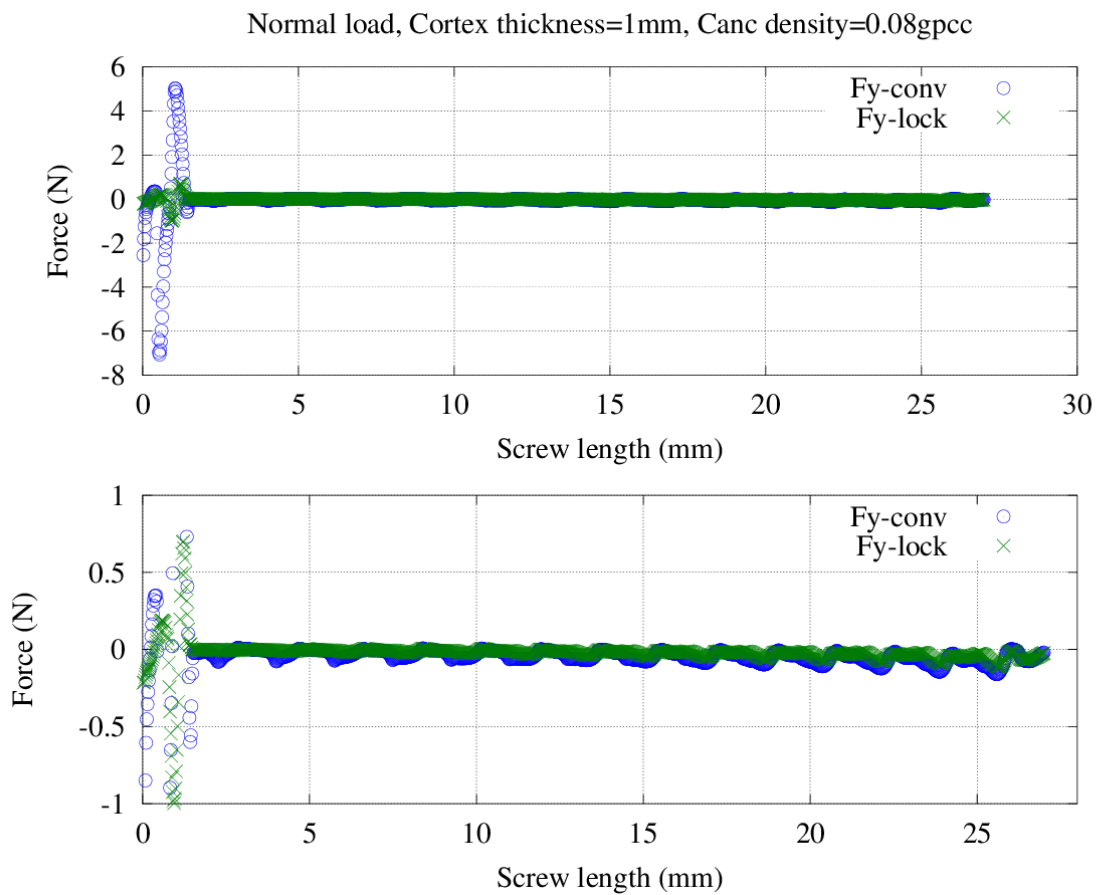 Normal load, Cortex thickness=1mm, Canc density=0.08gpcc
6
4
2
0
-2
-4
-6
-8
Force (N)
Fy-conv
Fy-lock
0 5 10 15 20 25 30
Screw length (mm)
1
0.5
0
-0.5
-1
Force (N)
Fy-conv
Fy-lock
0 5 10 15 20 25
Screw length (mm)